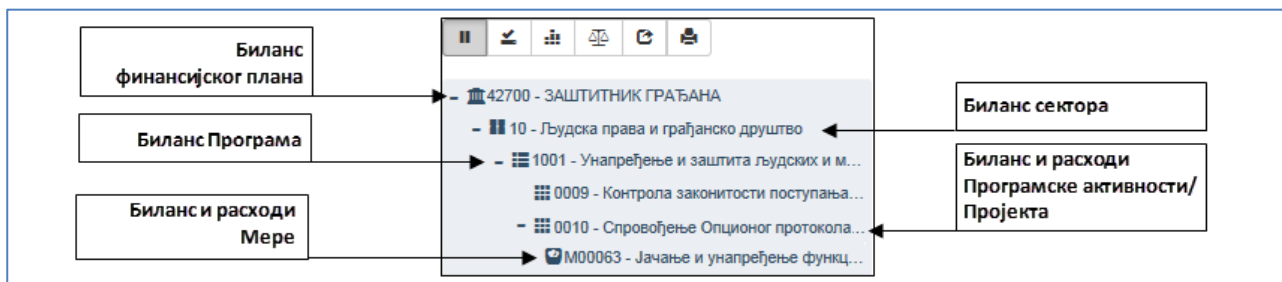 Биланс
финансијског плана
Биланс Програма
Биланс и расходи
Мере
42700 - ЗАШТИТНИК ГРАЂАНА
10 - Људска права и грађанско друштво
1001 - Унапређење и заштита људских и м...
0009 - Контрола законитости поступања...
0010 - Спровођење Опционог протокола...
М00063 - Јачање и унапређење функц...
Биланс сектора
Биланс и расходи
Програмске активности/
Пројекта